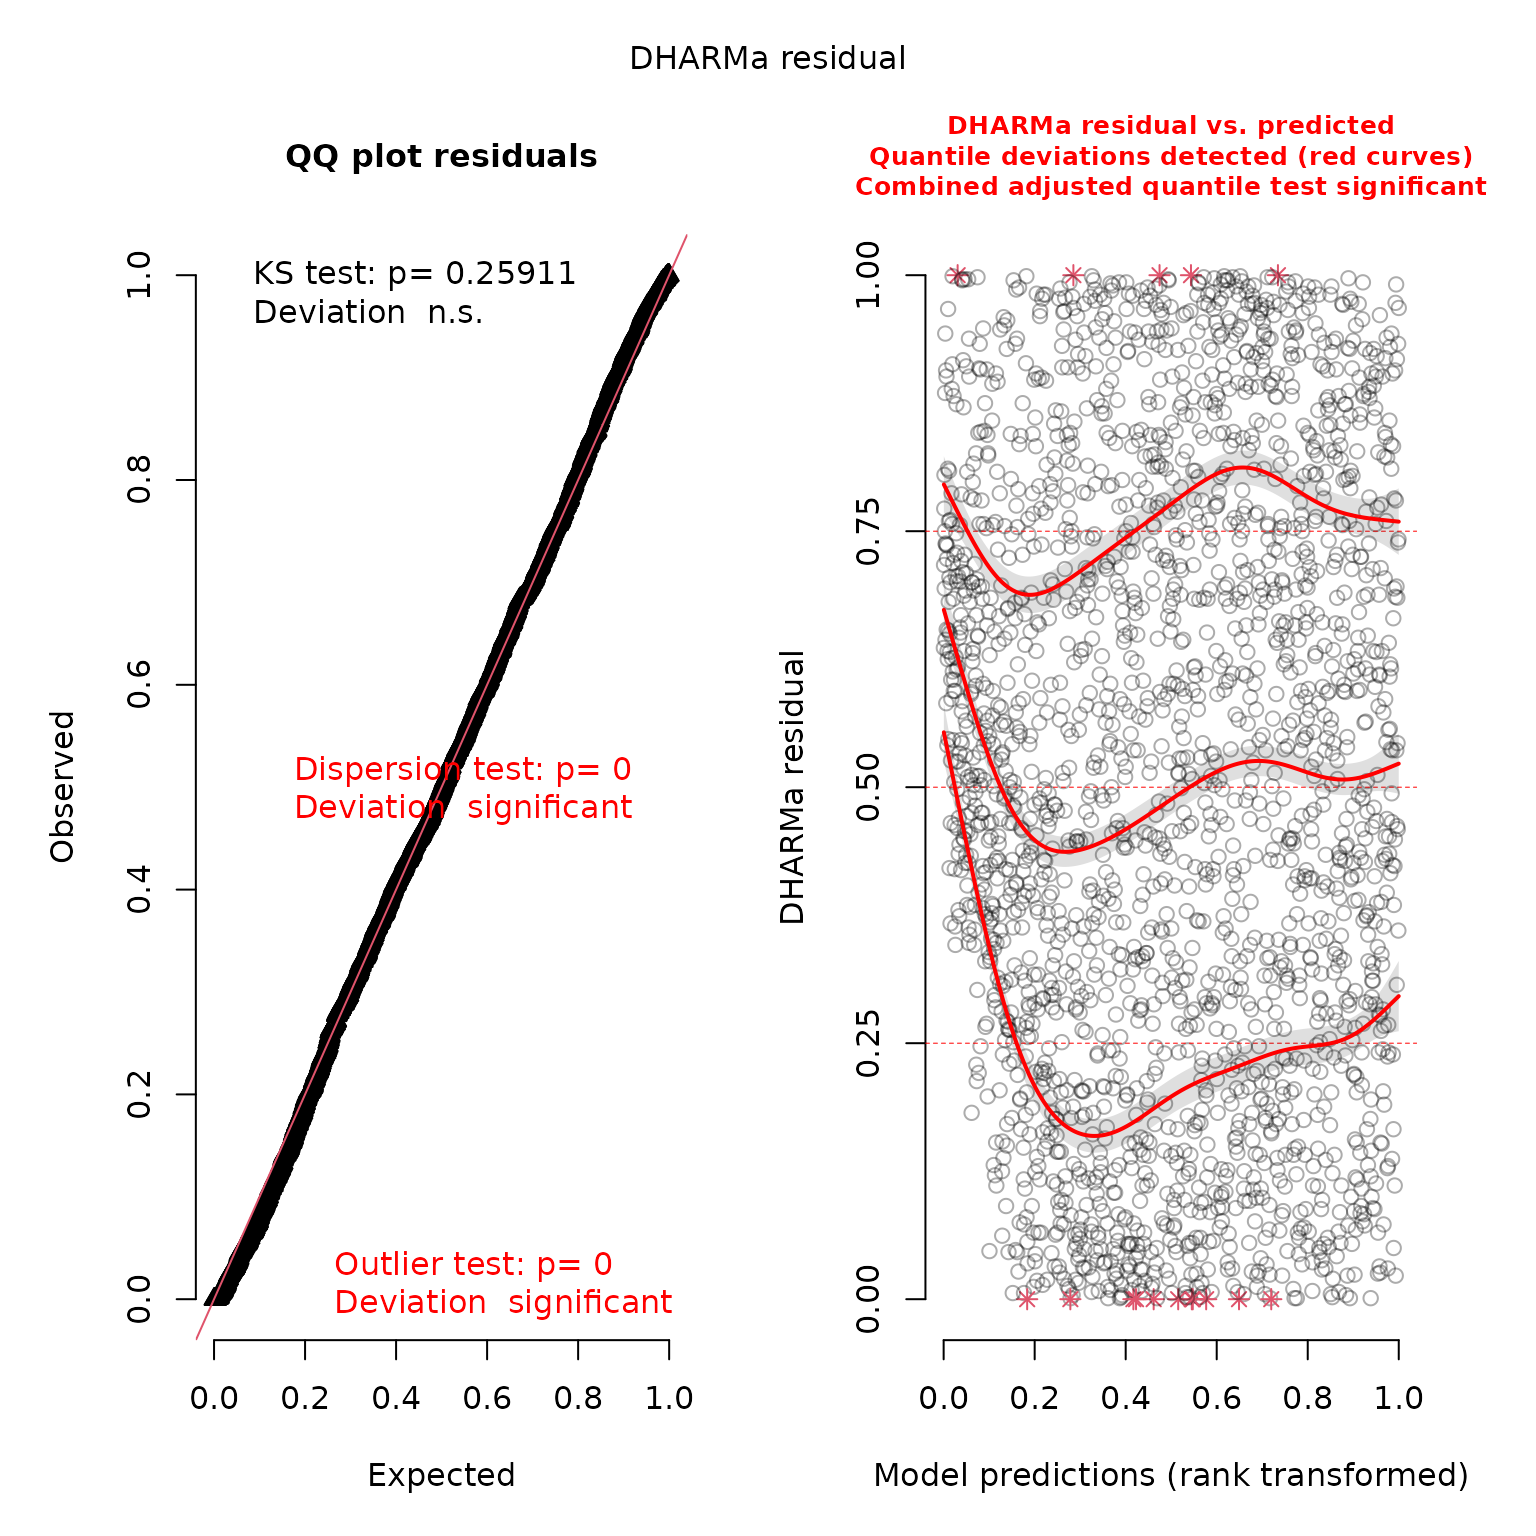 DHARMa residual
QQ plot residuals
KS test: p= 0.25911
Deviation  n.s.
Dispersion test: p= 0
Deviation  significant
Outlier test: p= 0
Deviation  significant
Observed
0.0
0.2
0.4
0.6
0.8
1.0
0.0 0.2 0.4 0.6 0.8 1.0
Expected
DHARMa residual vs. predicted
Quantile deviations detected (red curves)
Combined adjusted quantile test significant
DHARMa residual
0.00
0.25
0.50
0.75
1.00
0.0 0.2 0.4 0.6 0.8 1.0
Model predictions (rank transformed)